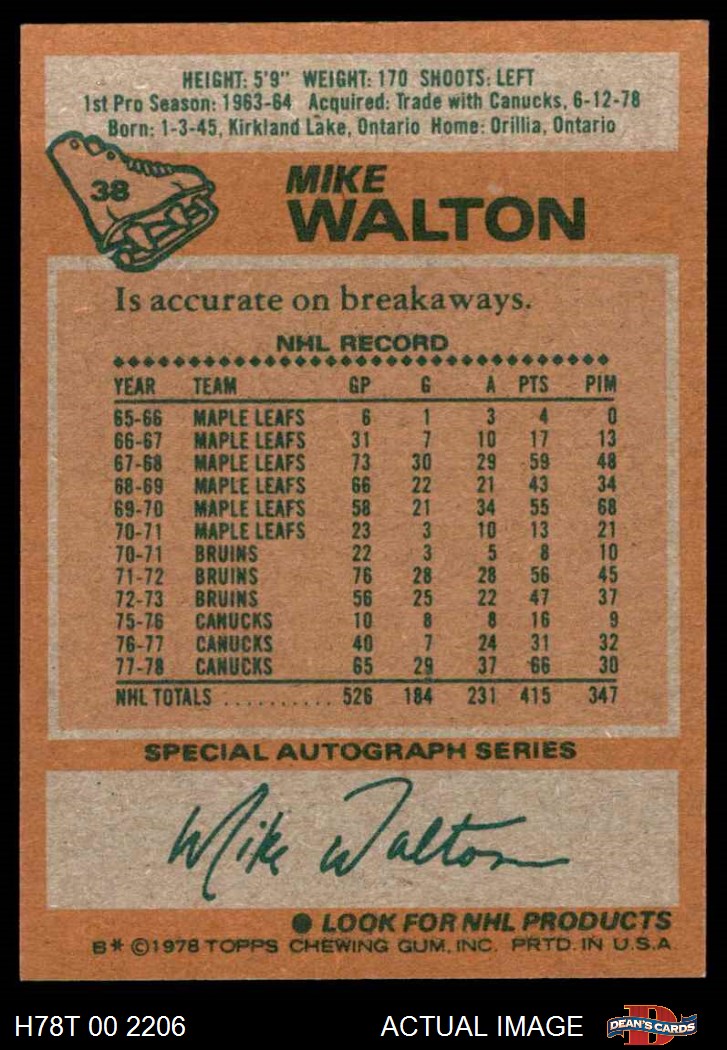 HEIGHT: 5'9" WEIGHT: 170 SHOOTS: LEFT
1st Pro Season: 1963-64 Acquired: Trade with Canucks, 6-12-78
Born: 1-3-45, Kirkland Lake, Ontario Home: Orillia, Ontario
38
MIKE
WALTON
Is accurate on breakaways.
NHL RECORD
YEAR TEAM GP G A PTS PIM
65-66 MAPLE LEAFS 6 1 3 4 0
66-67 MAPLE LEAFS 31 7 10 17 13
67-68 MAPLE LEAFS 73 30 29 59 48
68-69 MAPLE LEAFS 66 22 21 43 34
69-70 MAPLE LEAFS 58 21 34 55 68
70-71 MAPLE LEAFS 23 3 10 13 21
70-71 BRUINS 22 3 5 8 10
71-72 BRUINS 76 28 28 56 45
72-73 BRUINS 56 25 22 47 37
75-76 CANUCKS 10 8 8 16 9
76-77 CANUCKS 40 7 24 31 32
77-78 CANUCKS 65 29 37 66 30
NHL TOTALS .......... 526 184 231 415 347
SPECIAL AUTOGRAPH SERIES
Mike Walton
● LOOK FOR NHL PRODUCTS
B* ©1978 TOPPS CHEWING GUM, INC. PRTD. IN U.S.A.
H78T 00 2206 ACTUAL IMAGE D DEAN'S CARDS